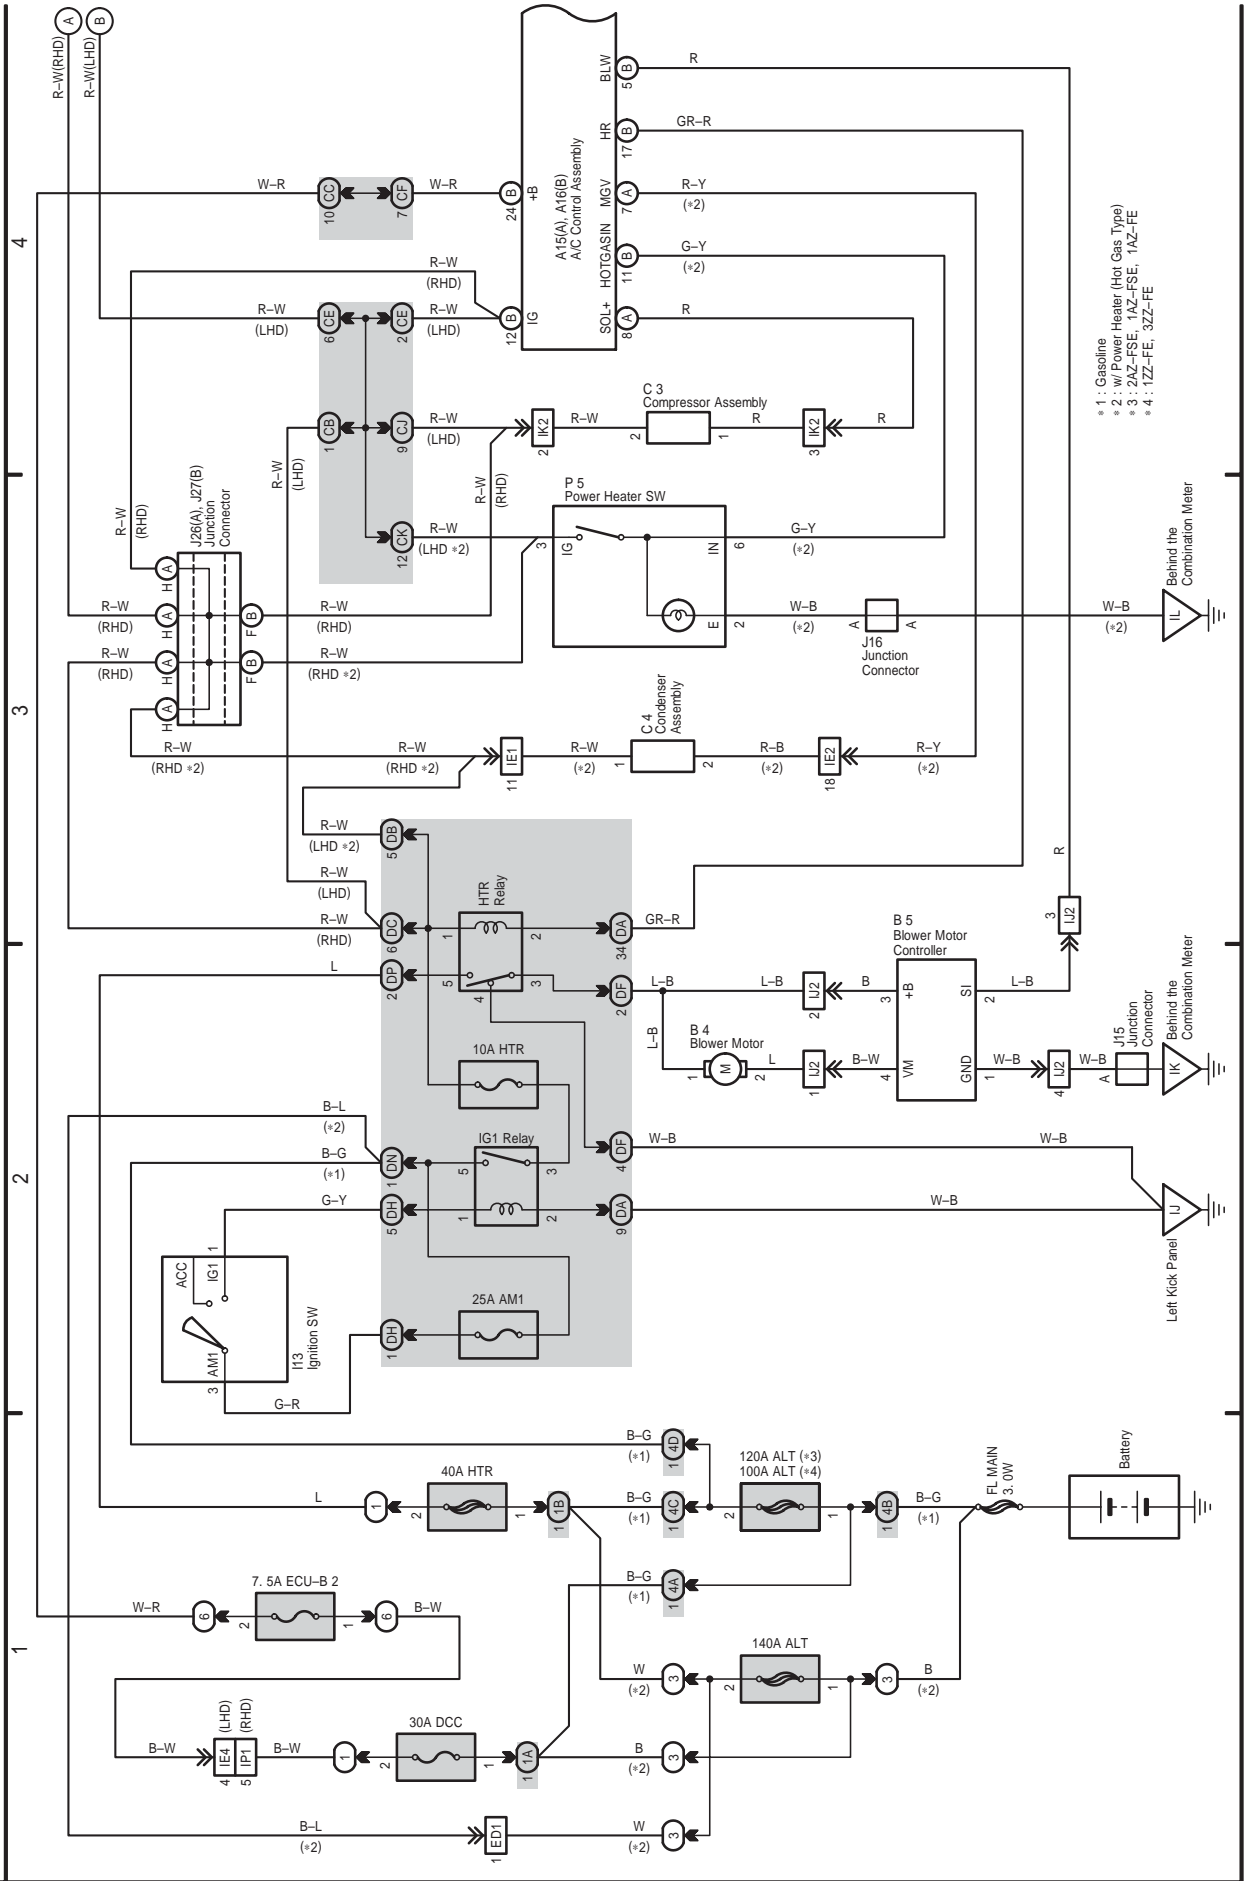 A
B
R–W(RHD)
R–W(LHD)
4
3
2
1
W–R
10
CC
7
CF
W–R
24
B
+B
A15(A), A16(B)
A/C Control Assembly
5
B
BLW
R
17
B
HR
GR–R
7
A
MGV
R–Y
(*2)
11
B
HOTGASIN
G–Y
(*2)
8
A
SOL+
R
12
B
IG
R–W
(RHD)
R–W
(LHD)
6
CE
2
CE
R–W
(LHD)
1
CB
9
CJ
R–W
(LHD)
2
IK2
R–W
C 3
Compressor Assembly
2
1
R
3
IK2
R
* 1 : Gasoline
* 2 : w/ Power Heater (Hot Gas Type)
* 3 : 2AZ–FSE, 1AZ–FSE, 1AZ–FE
* 4 : 1ZZ–FE, 3ZZ–FE
R–W
(RHD)
J26(A), J27(B)
Junction
Connector
R–W
(LHD)
R–W
(RHD)
12
CK
R–W
(LHD *2)
P 5
Power Heater SW
3
IG
IN
6
G–Y
(*2)
E
2
W–B
(*2)
A
A
J16
Junction
Connector
W–B
(*2)
IL
Behind the
Combination Meter
H
A
H
A
H
A
H
A
F
B
F
B
R–W
(RHD)
R–W
(RHD)
R–W
(RHD)
R–W
(RHD *2)
R–W
(RHD *2)
R–W
(RHD *2)
11
IE1
R–W
(*2)
C 4
Condenser
Assembly
1
2
R–B
(*2)
18
IE2
R–Y
(*2)
R–W
(LHD *2)
5
DB
R–W
(LHD)
R–W
(RHD)
6
DC
HTR
Relay
1
2
5
4
3
34
DA
GR–R
R
3
IJ2
L
2
DP
2
DF
L–B
L–B
L–B
2
IJ2
B
B 5
Blower Motor
Controller
3
+B
SI
2
L–B
4
VM
GND
1
B 4
Blower Motor
1
M
2
L
1
IJ2
B–W
W–B
4
IJ2
W–B
A
J15
Junction
Connector
IK
Behind the
Combination Meter
10A HTR
B–L
(*2)
B–G
(*1)
1
DN
IG1 Relay
5
3
1
2
4
DF
W–B
W–B
G–Y
5
DH
9
DA
W–B
IJ
Left Kick Panel
ACC
IG1
1
AM1
3
I13
Ignition SW
G–R
1
DH
25A AM1
L
1
40A HTR
2
1
1
1B
B–G
(*1)
1
4D
B–G
(*1)
1
4C
120A ALT (*3)
100A ALT (*4)
2
1
1
4B
B–G
(*1)
FL MAIN
3. 0W
Battery
B–G
(*1)
1
4A
W–R
6
7. 5A ECU–B 2
2
1
6
B–W
W
(*2)
3
140A ALT
2
1
3
B
(*2)
B–W
4
IE4
(LHD)
5
IP1
(RHD)
B–W
1
30A DCC
2
1
1
1A
B
(*2)
3
B–L
(*2)
1
ED1
W
(*2)
3